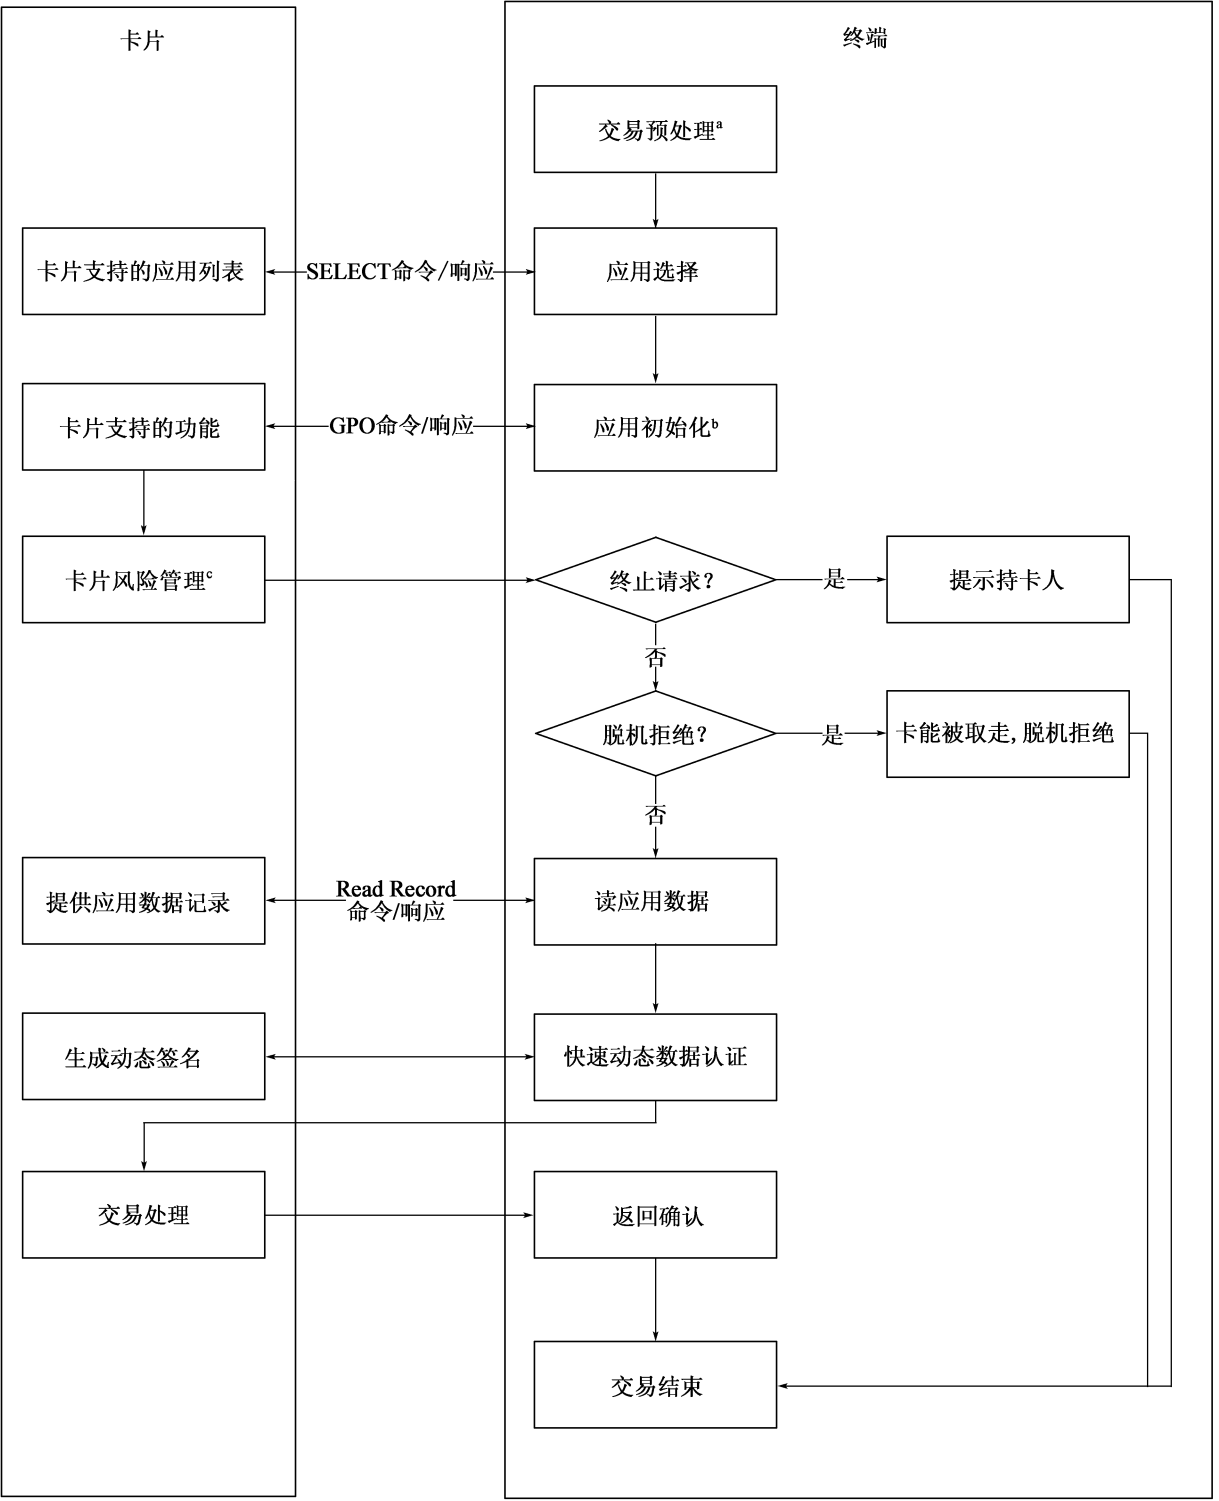 卡片
终端
交易预处理a
卡片支持的应用列表
SELECT命令/响应
应用选择
卡片支持的功能
GPO命令/响应
应用初始化b
卡片风险管理c
终止请求?
是
提示持卡人
否
脱机拒绝?
是
卡能被取走,脱机拒绝
否
提供应用数据记录
Read Record
命令/响应
读应用数据
生成动态签名
快速动态数据认证
交易处理
返回确认
交易结束